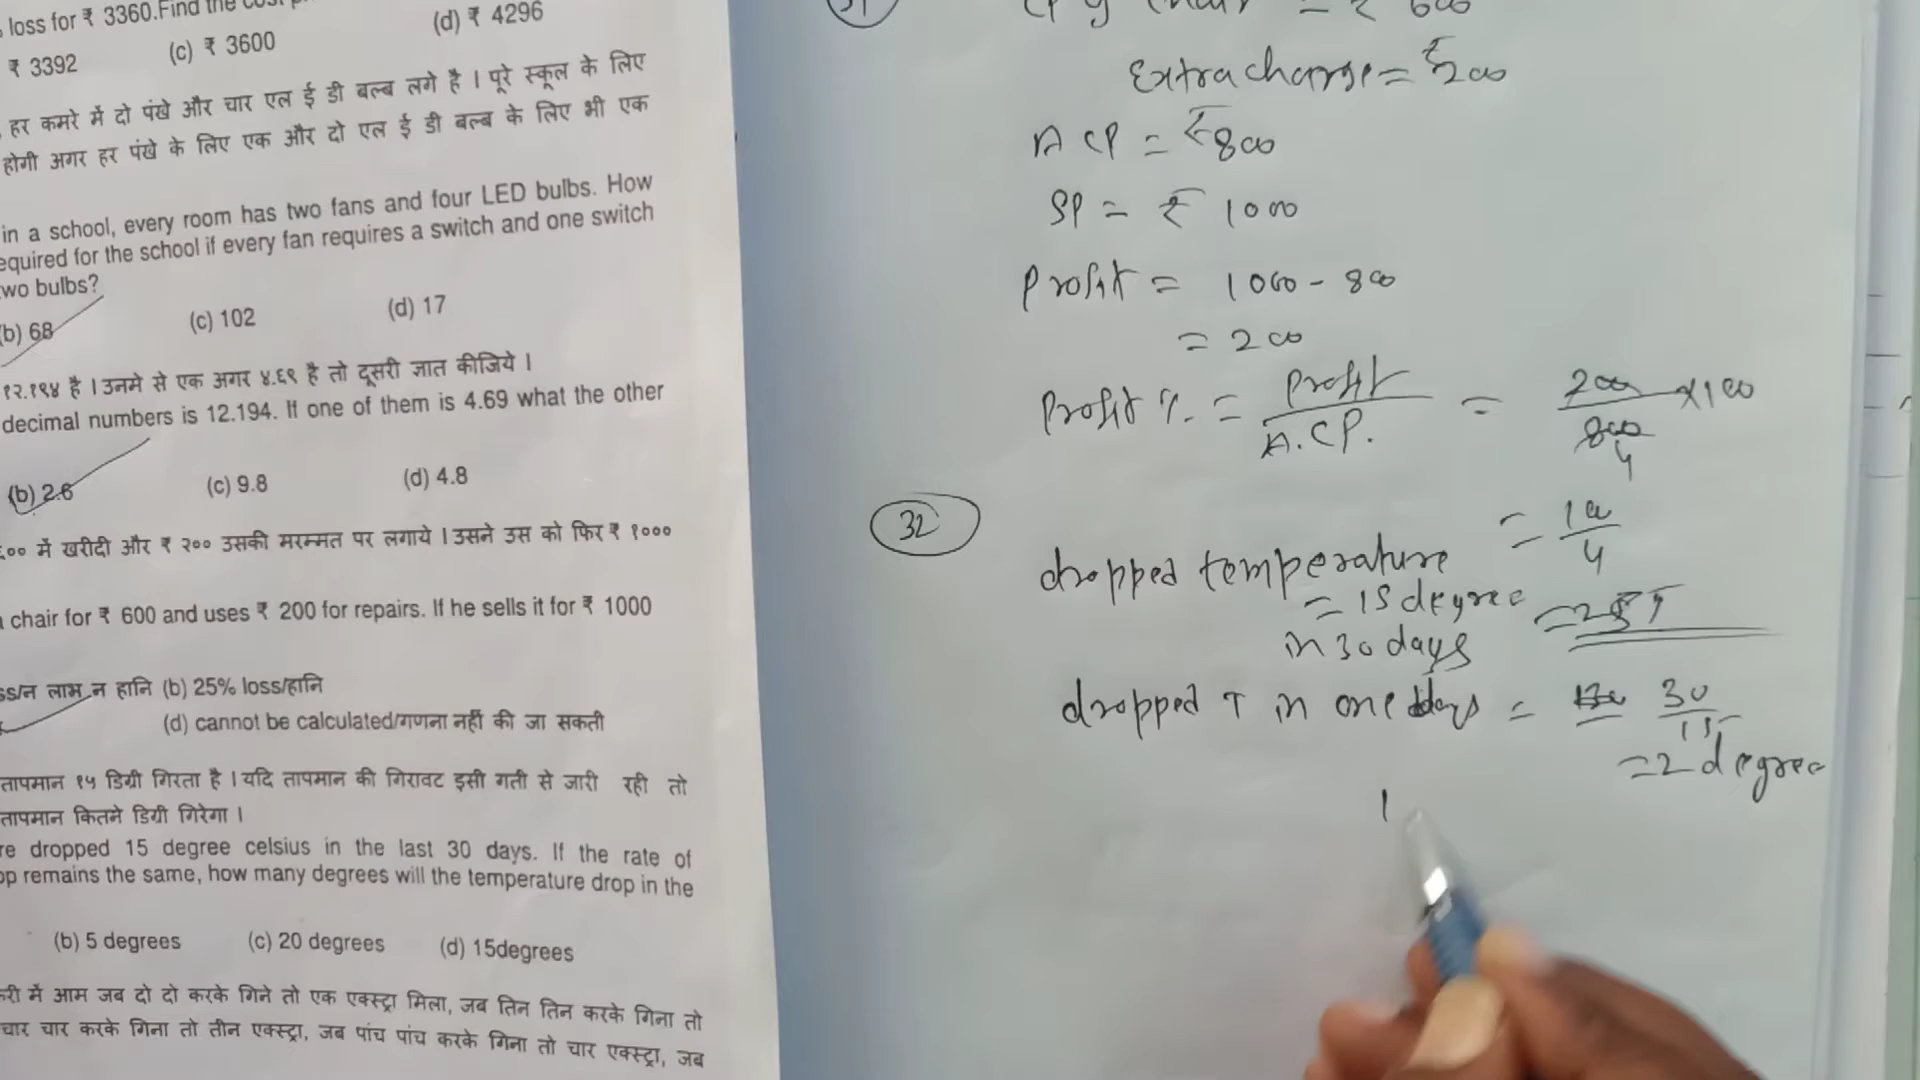 loss for ₹ 3360.Find the
₹ 3392 (c) ₹ 3600 (d) ₹ 4296
हर कमरे में दो पंखे और चार एल ई डी बल्ब लगे है । पूरे स्कूल के लिए
होगी अगर हर पंखे के लिए एक और दो एल ई डी बल्ब के लिए भी एक
in a school, every room has two fans and four LED bulbs. How
equired for the school if every fan requires a switch and one switch
wo bulbs?
(b) 68 (c) 102 (d) 17
१२.१९४ है । उनमे से एक अगर ४.६९ है तो दूसरी ज्ञात कीजिये ।
decimal numbers is 12.194. If one of them is 4.69 what the other
(b) 2.6 (c) 9.8 (d) 4.8
००० में खरीदी और ₹ २०० उसकी मरम्मत पर लगाये । उसने उस को फिर ₹ १०००
chair for ₹ 600 and uses ₹ 200 for repairs. If he sells it for ₹ 1000
ss/न लाभ न हानि (b) 25% loss/हानि
(d) cannot be calculated/गणना नहीं की जा सकती
तापमान १५ डिग्री गिरता है । यदि तापमान की गिरावट इसी गती से जारी रही तो
तापमान कितने डिग्री गिरेगा ।
re dropped 15 degree celsius in the last 30 days. If the rate of
op remains the same, how many degrees will the temperature drop in the
(b) 5 degrees (c) 20 degrees (d) 15degrees
री में आम जब दो दो करके गिने तो एक एक्स्ट्रा मिला, जब तिन तिन करके गिना तो
चार चार करके गिना तो तीन एक्स्ट्रा, जब पांच पांच करके गिना तो चार एक्स्ट्रा, जब
31
CP of chair = ₹ 600
Extra charge = ₹200
A CP = ₹800
SP = ₹ 1000
Profit = 1000 - 800
= 200
Profit %. = Profit / A.CP. = 200/800 ×100
4
= 100/4
32
dropped temperature
= 15 degree
in 30 days
dropped T in one days = 30/15
= 2 degree
1